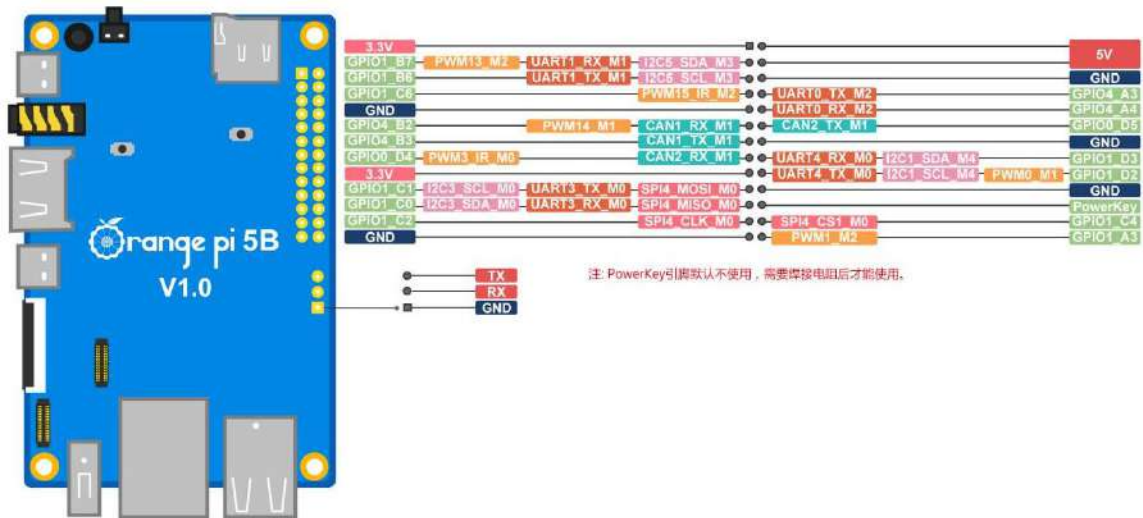 3.3V 5V
GPIO1_B7 PWM13_M2 UART1_RX_M1 I2C5_SDA_M3
GPIO1_B6 UART1_TX_M1 I2C5_SCL_M3 GND
GPIO1_C6 PWM15_IR_M2 UART0_TX_M2 GPIO4_A3
GND UART0_RX_M2 GPIO4_A4
GPIO4_B2 PWM14_M1 CAN1_RX_M1 CAN2_TX_M1 GPIO0_D5
GPIO4_B3 CAN1_TX_M1 GND
GPIO0_D4 PWM3_IR_M0 CAN2_RX_M1 UART4_RX_M0 I2C1_SDA_M4 GPIO1_D3
3.3V UART4_TX_M0 I2C1_SCL_M4 PWM0_M1 GPIO1_D2
GPIO1_C1 I2C3_SCL_M0 UART3_TX_M0 SPI4_MOSI_M0 GND
GPIO1_C0 I2C3_SDA_M0 UART3_RX_M0 SPI4_MISO_M0 PowerKey
GPIO1_C2 SPI4_CLK_M0 SPI4_CS1_M0 GPIO1_C4
GND PWM1_M2 GPIO1_A3
Orange pi 5B
V1.0
TX
RX
GND
注: PowerKey引脚默认不使用，需要焊接电阻后才能使用。